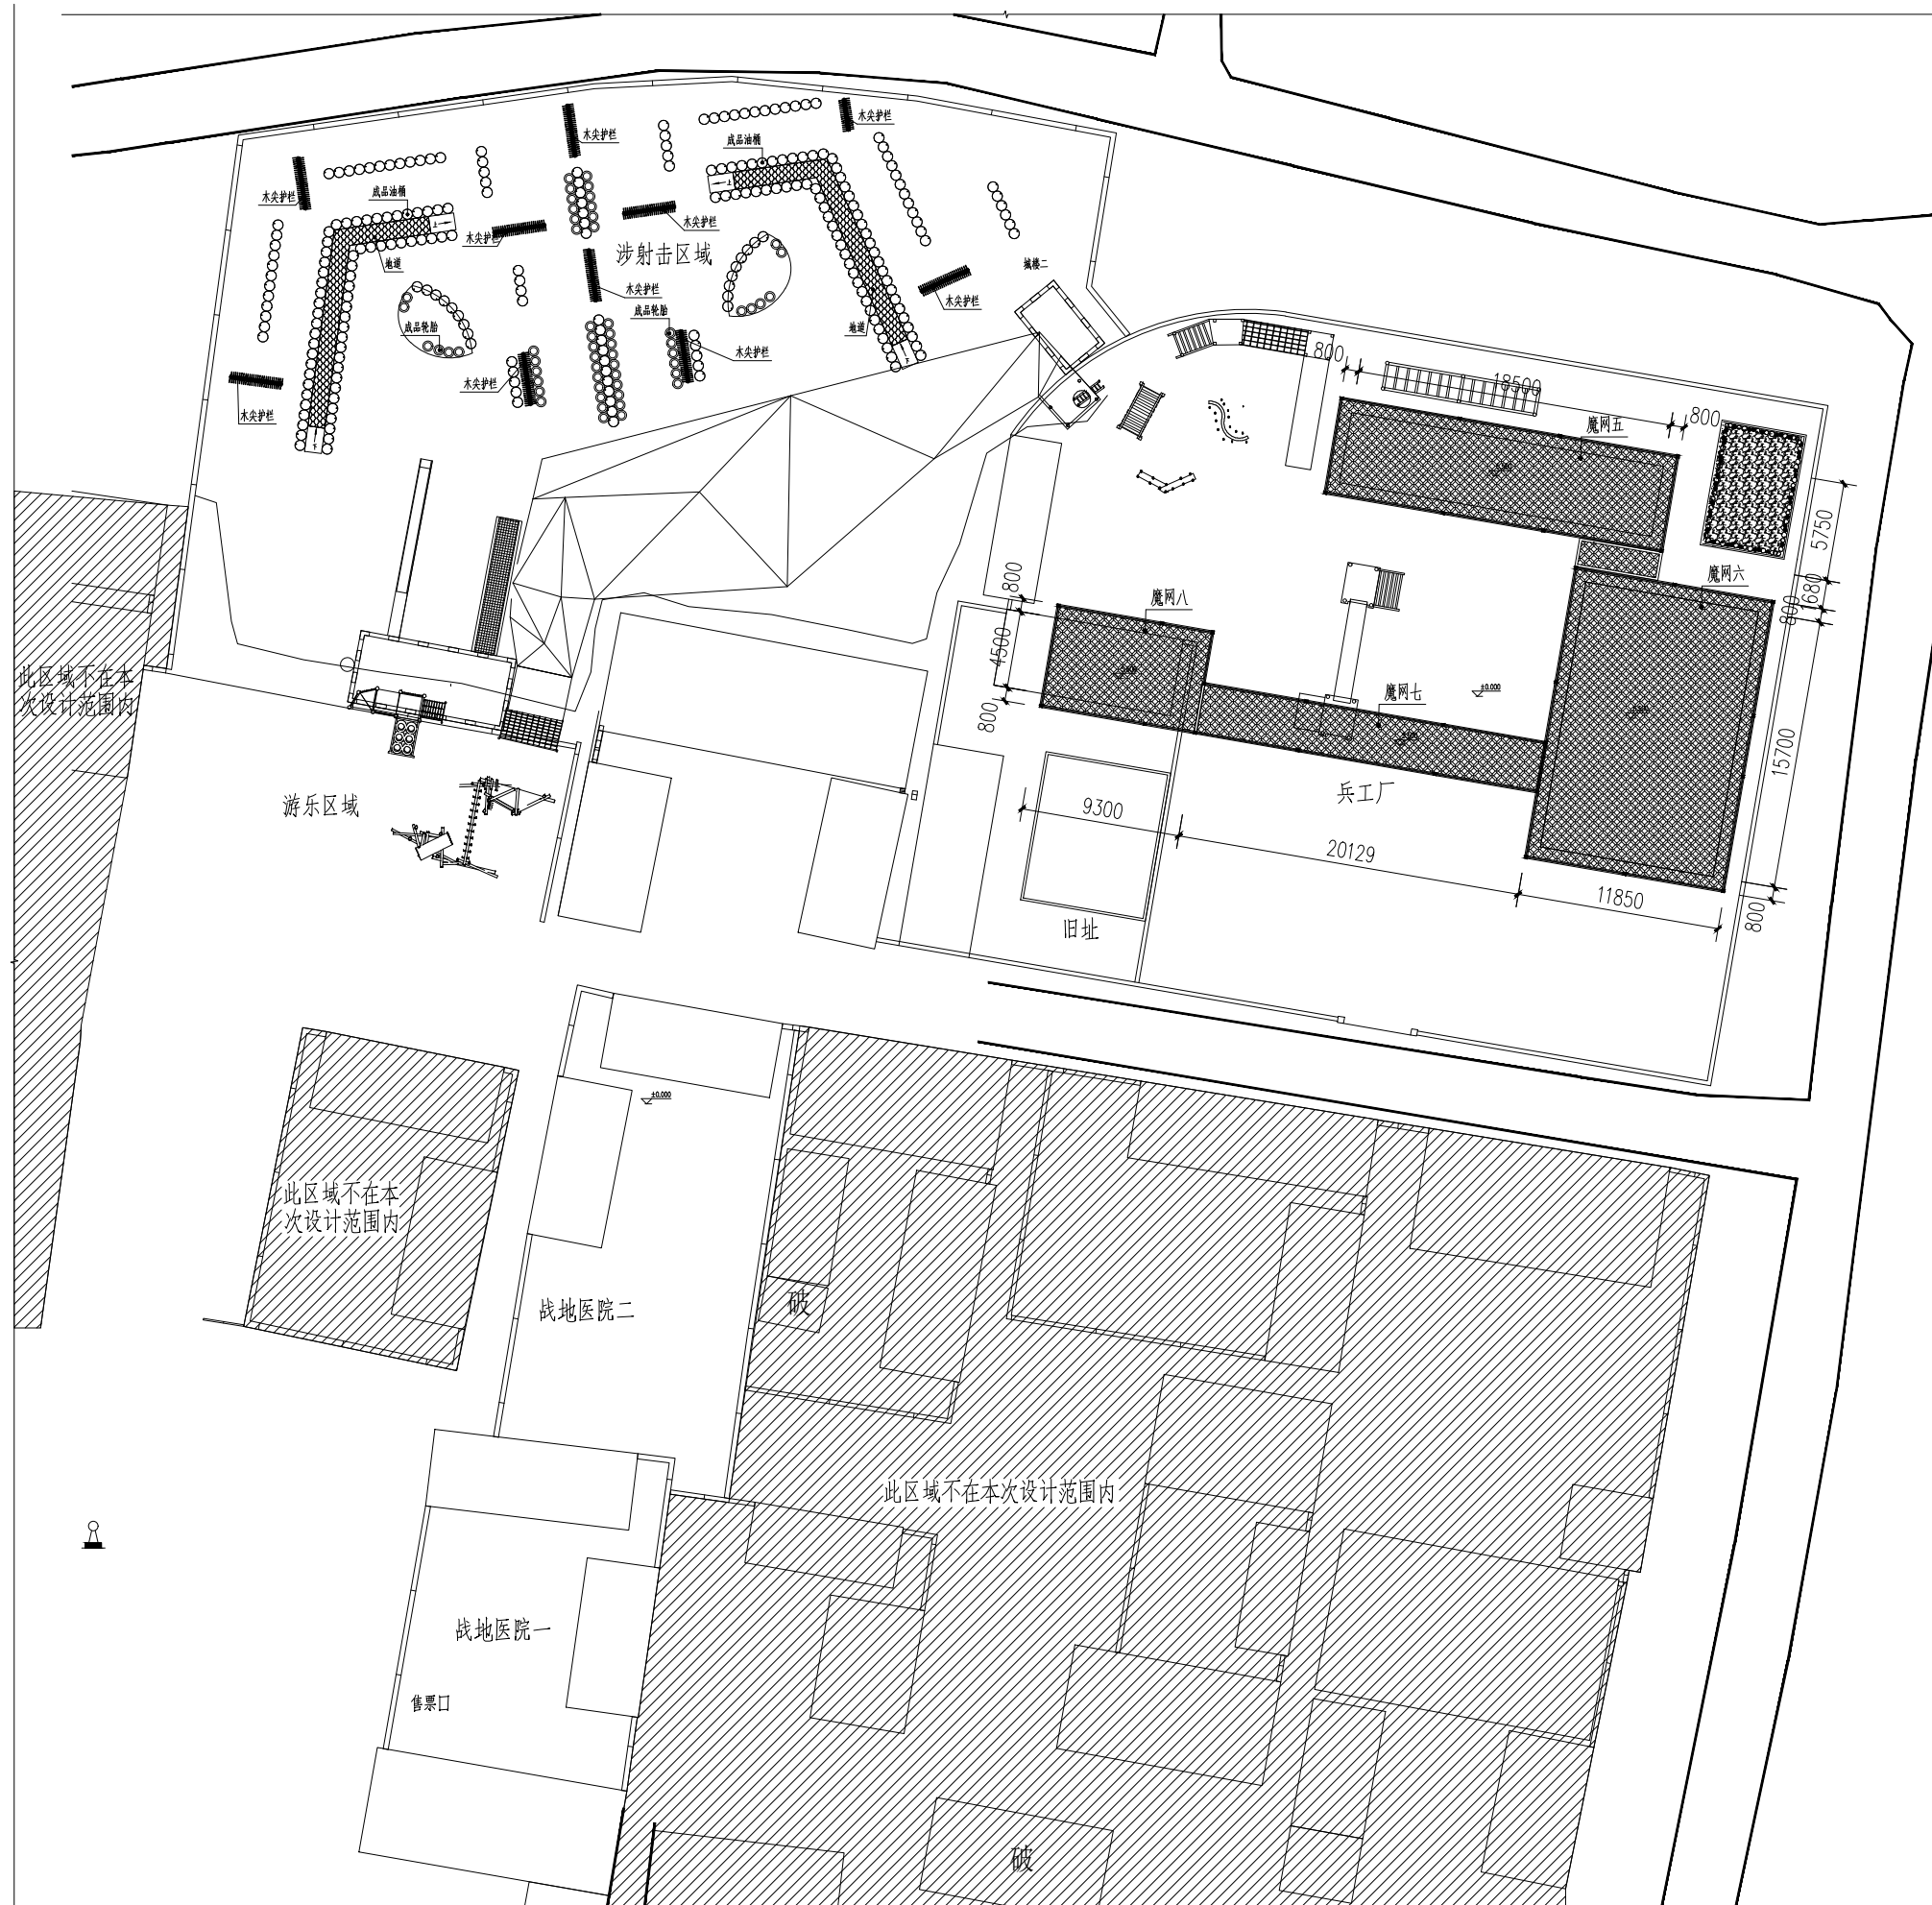 木尖护栏
木尖护栏
成品油桶
木尖护栏
成品油桶
木尖护栏
木尖护栏
木尖护栏
涉射击区域
地道
城楼二
木尖护栏
成品轮胎
木尖护栏
成品轮胎
地道
木尖护栏
木尖护栏
木尖护栏
800
18500
800
魔网五
5750
1680
800
魔网六
800
魔网八
4500
800
魔网七
±0.000
15700
此区域不在本
次设计范围内
游乐区域
兵工厂
9300
20129
11850
800
旧址
±0.000
此区域不在本
次设计范围内
战地医院二
破
此区域不在本次设计范围内
战地医院一
售票口
破